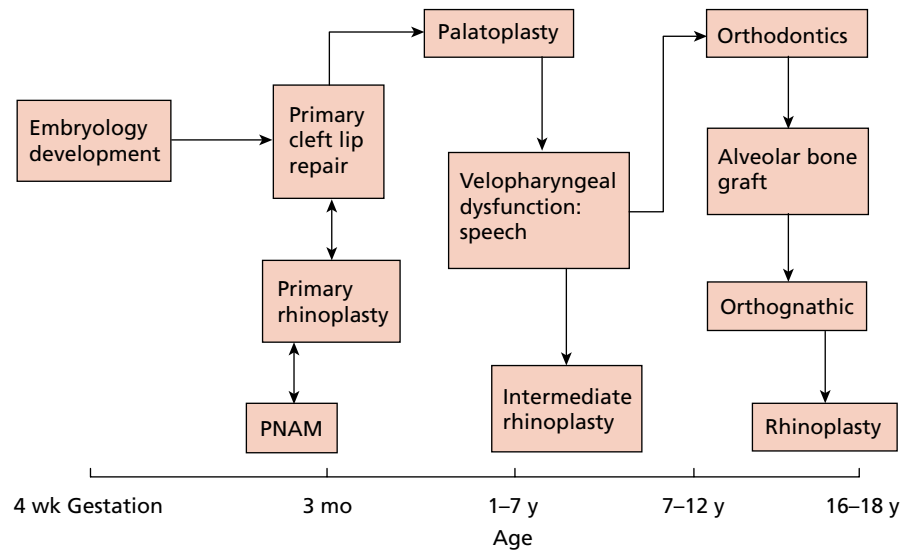 Embryology
development
Primary
cleft lip
repair
Primary
rhinoplasty
PNAM
Palatoplasty
Velopharyngeal
dysfunction:
speech
Intermediate
rhinoplasty
Orthodontics
Alveolar bone
graft
Orthognathic
Rhinoplasty
4 wk Gestation
3 mo
1–7 y
7–12 y
16–18 y
Age